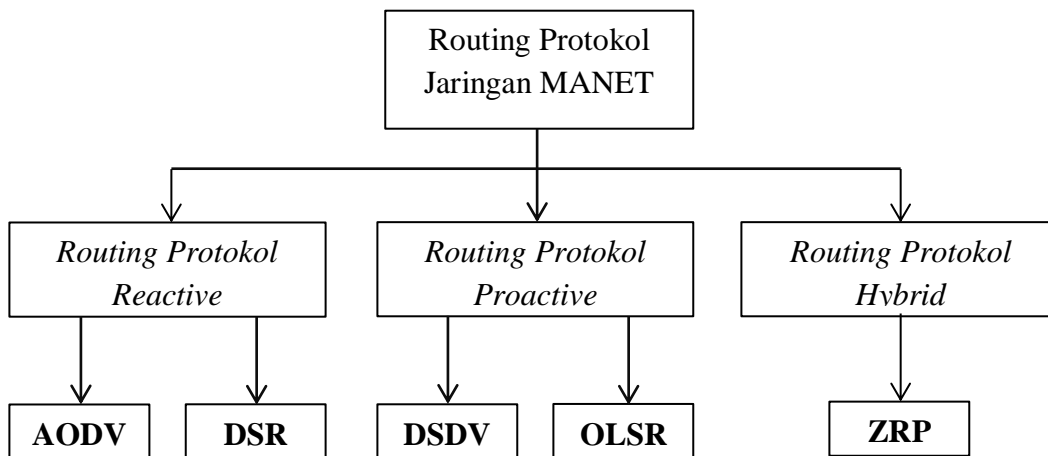 Routing Protokol
Jaringan MANET
Routing Protokol
Reactive
Routing Protokol
Proactive
Routing Protokol
Hybrid
AODV
DSR
DSDV
OLSR
ZRP